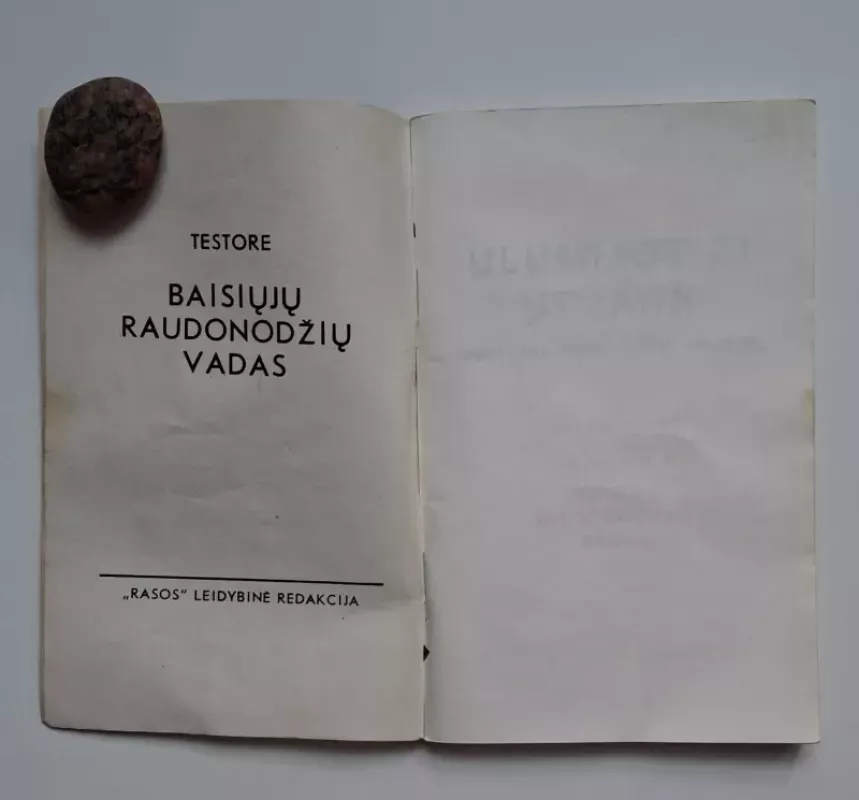 TESTORE
BAISIŲJŲ
RAUDONODŽIŲ
VADAS
„RASOS“ LEIDYBINĖ REDAKCIJA